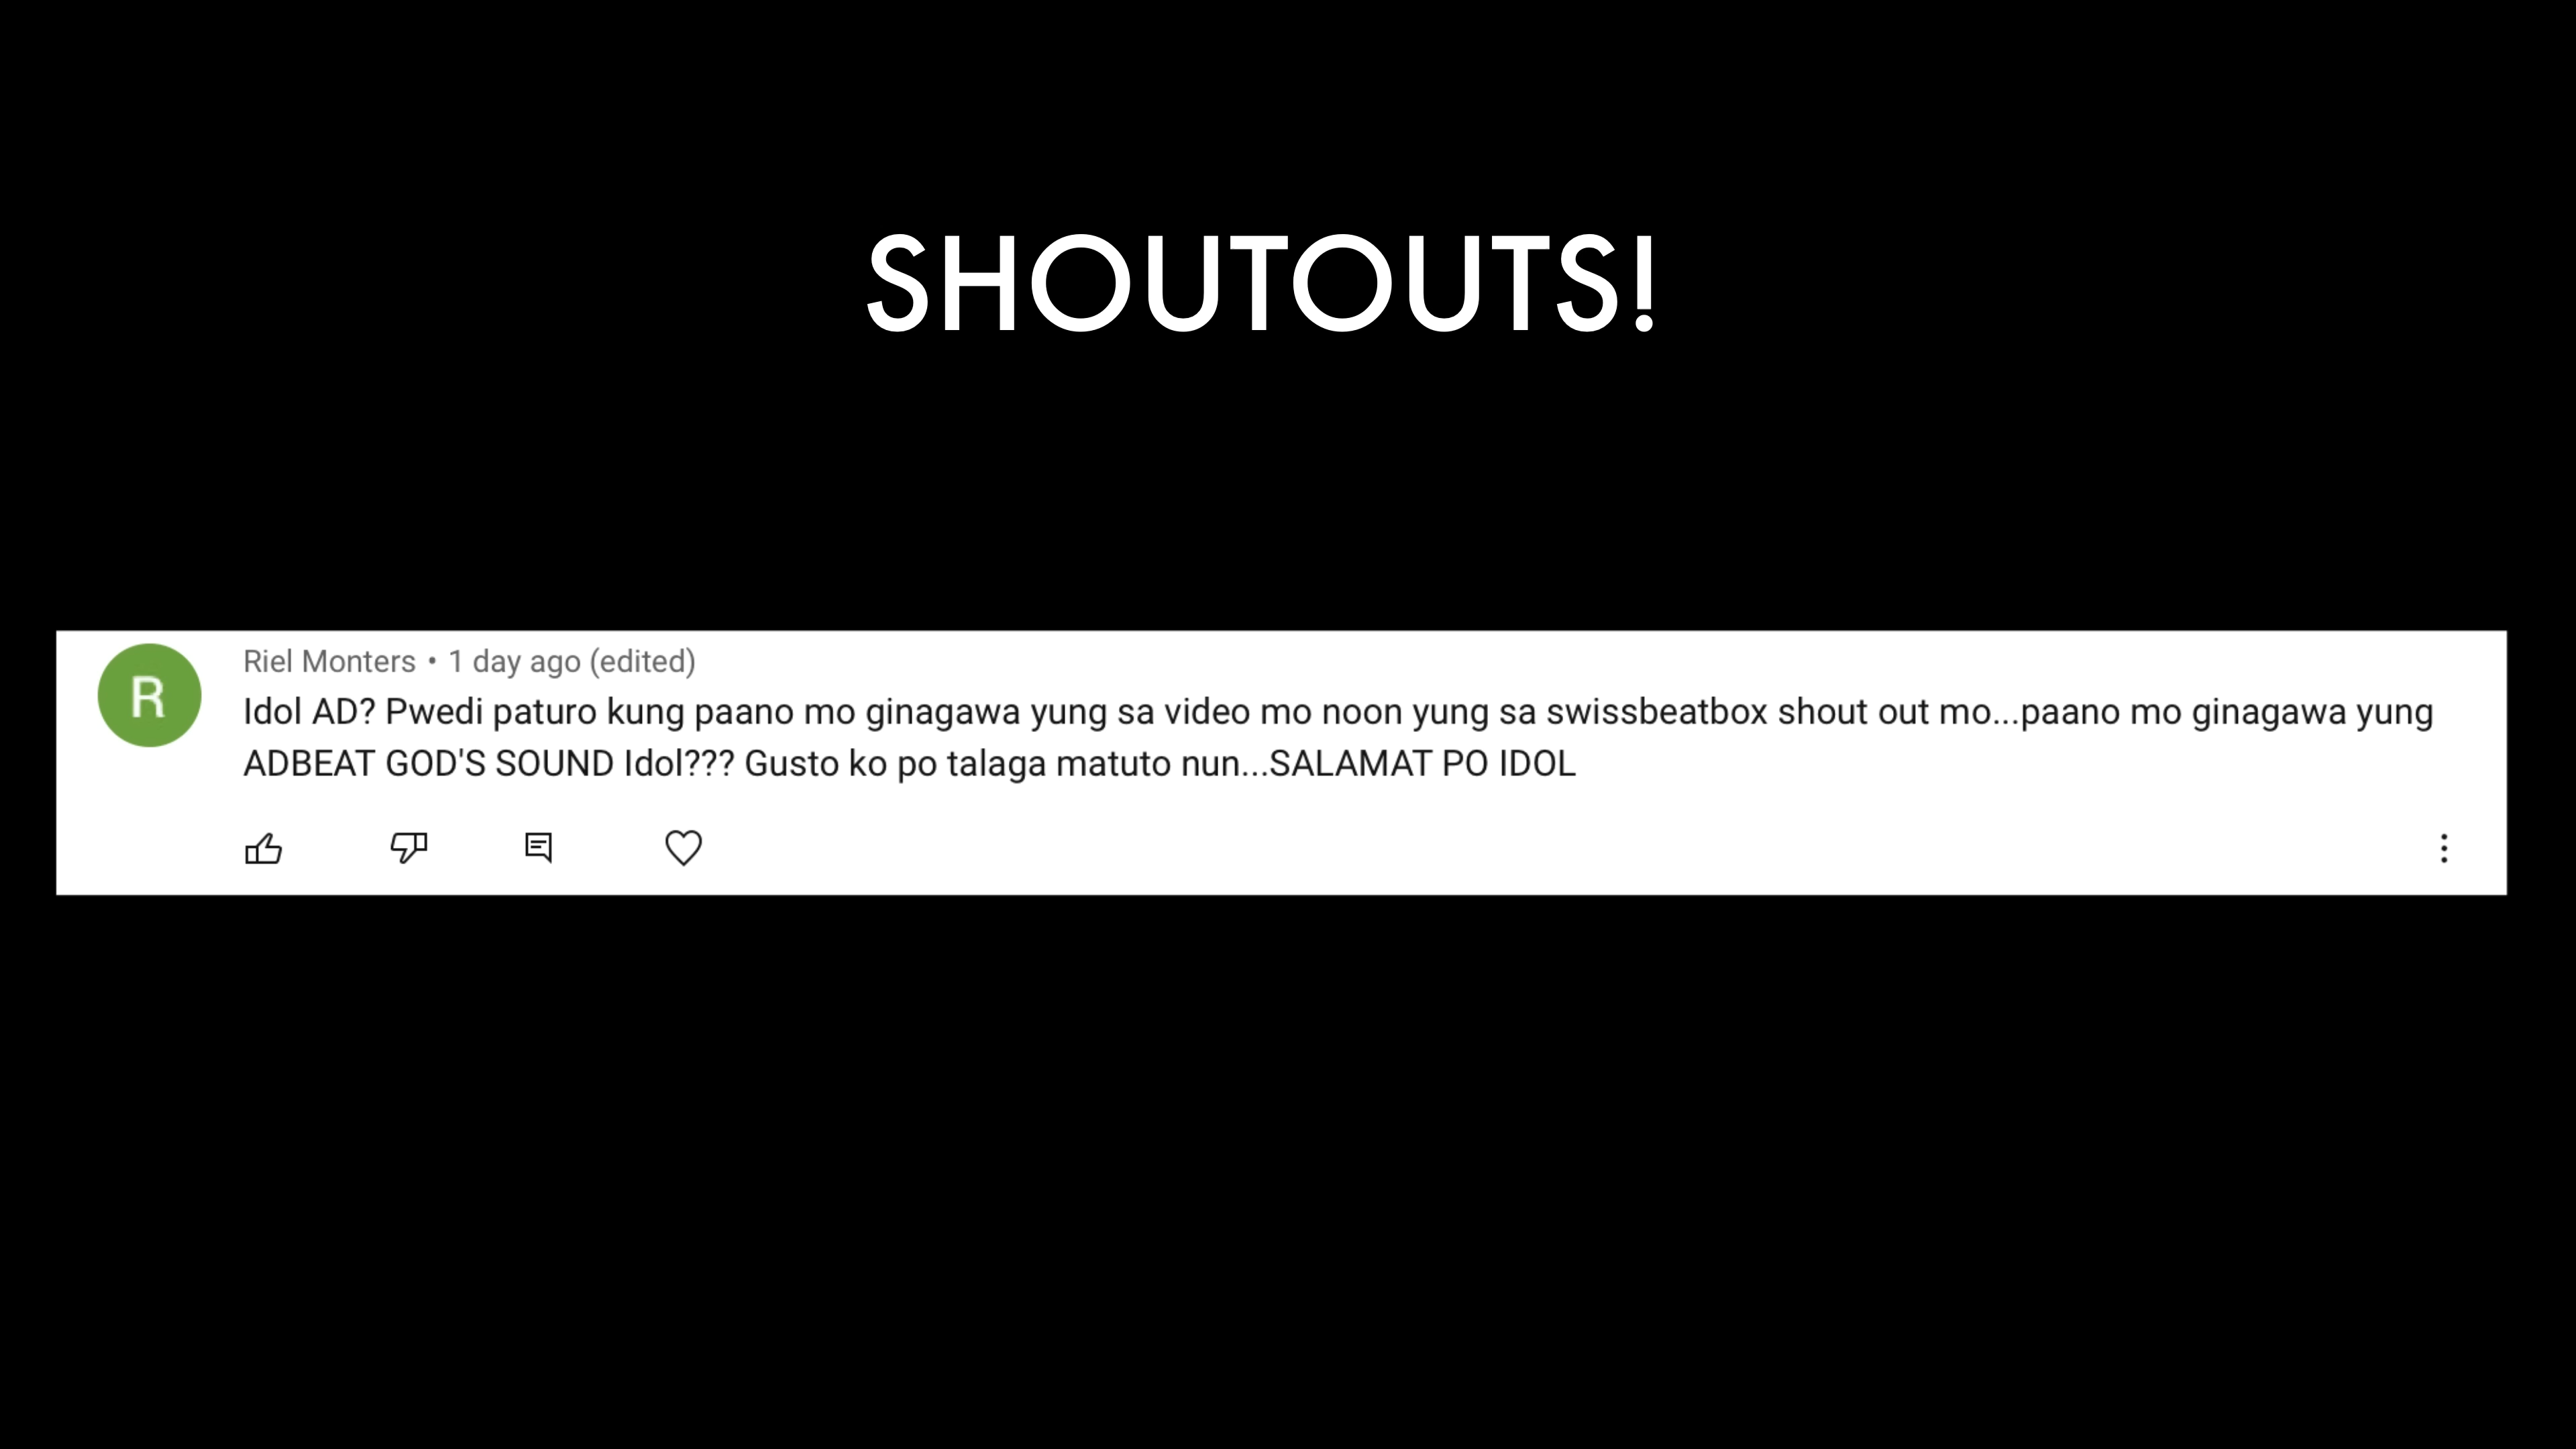 SHOUTOUTS!
R
Riel Monters • 1 day ago (edited)
Idol AD? Pwedi paturo kung paano mo ginagawa yung sa video mo noon yung sa swissbeatbox shout out mo...paano mo ginagawa yung
ADBEAT GOD'S SOUND Idol??? Gusto ko po talaga matuto nun...SALAMAT PO IDOL